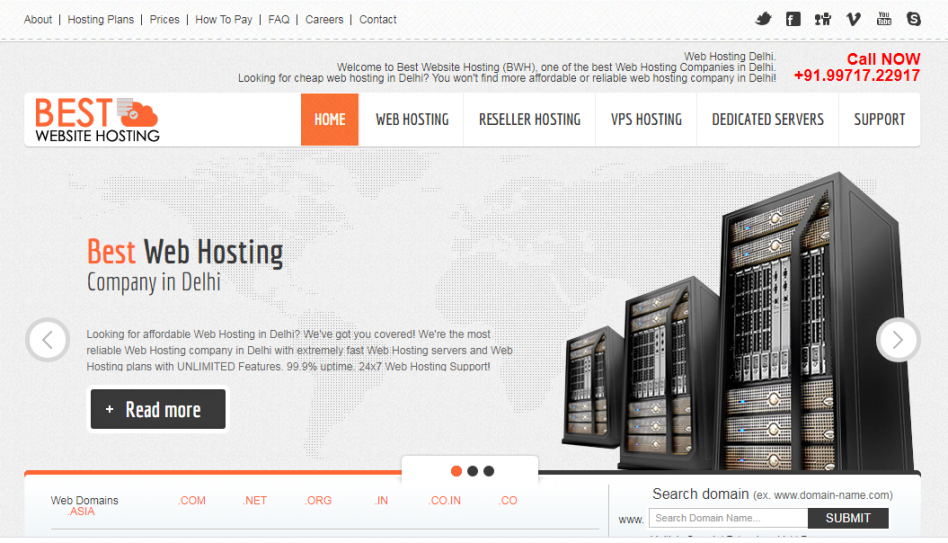 About | Hosting Plans | Prices | How To Pay | FAQ | Careers | Contact
You Tube
Web Hosting Delhi.
Welcome to Best Website Hosting (BWH), one of the best Web Hosting Companies in Delhi.
Looking for cheap web hosting in Delhi? You won't find more affordable or reliable web hosting company in Delhi!
Call NOW
+91.99717.22917
BEST
WEBSITE HOSTING
HOME WEB HOSTING RESELLER HOSTING VPS HOSTING DEDICATED SERVERS SUPPORT
Best Web Hosting
Company in Delhi
Looking for affordable Web Hosting in Delhi? We've got you covered! We're the most
reliable Web Hosting company in Delhi with extremely fast Web Hosting servers and Web
Hosting plans with UNLIMITED Features. 99.9% uptime. 24x7 Web Hosting Support!
+ Read more
Web Domains .COM .NET .ORG .IN .CO.IN .CO
.ASIA
Search domain (ex. www.domain-name.com)
www. Search Domain Name... SUBMIT